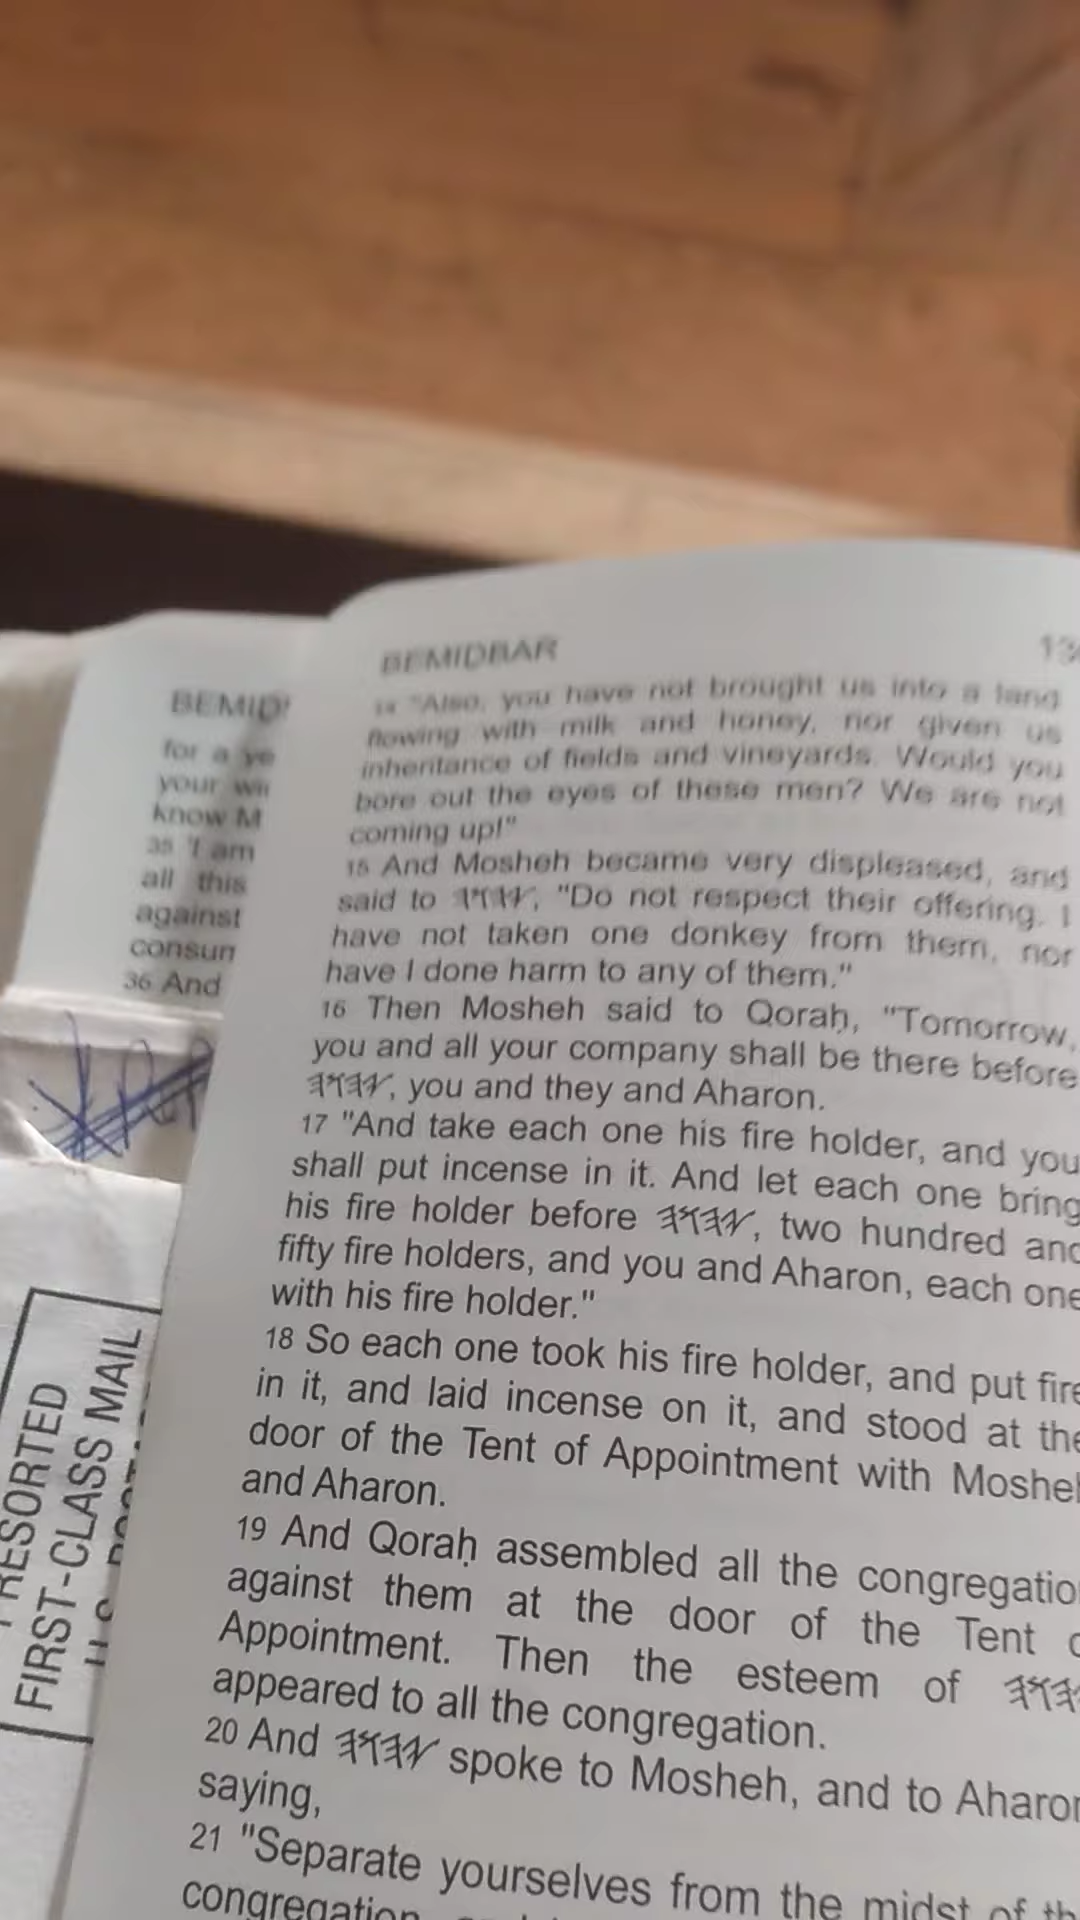 BEMIDBAR
14 "Also, you have not brought us into a land
flowing with milk and honey, nor given us
inheritance of fields and vineyards. Would you
bore out the eyes of these men? We are not
coming up!"
15 And Mosheh became very displeased, and
said to 𐤉𐤄𐤅𐤄, "Do not respect their offering. I
have not taken one donkey from them, nor
have I done harm to any of them."
16 Then Mosheh said to Qoraḥ, "Tomorrow,
you and all your company shall be there before
𐤉𐤄𐤅𐤄, you and they and Aharon.
17 "And take each one his fire holder, and you
shall put incense in it. And let each one bring
his fire holder before 𐤉𐤄𐤅𐤄, two hundred and
fifty fire holders, and you and Aharon, each one
with his fire holder."
18 So each one took his fire holder, and put fire
in it, and laid incense on it, and stood at the
door of the Tent of Appointment with Mosheh
and Aharon.
19 And Qoraḥ assembled all the congregatio
against them at the door of the Tent
Appointment. Then the esteem of 𐤉𐤄𐤅𐤄
appeared to all the congregation.
20 And 𐤉𐤄𐤅𐤄 spoke to Mosheh, and to Aharon
saying,
21 "Separate yourselves from the midst of th
congregation
BEMID
for a ye
your
know M
35 'I am
all this
against
consun
36 And
RESORTED
FIRST-CLASS MAIL